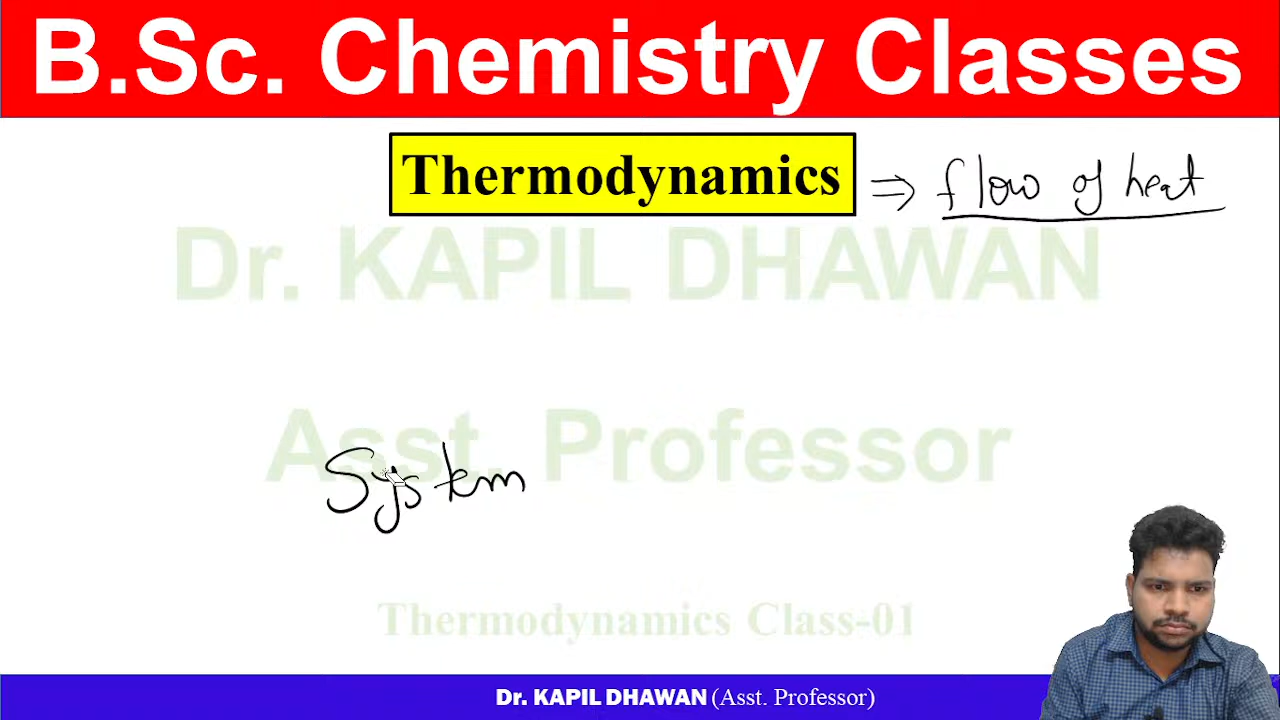 B.Sc. Chemistry Classes
Thermodynamics ⇒ flow of heat
Dr. KAPIL DHAWAN
Asst. Professor
System
Thermodynamics Class-01
Dr. KAPIL DHAWAN (Asst. Professor)